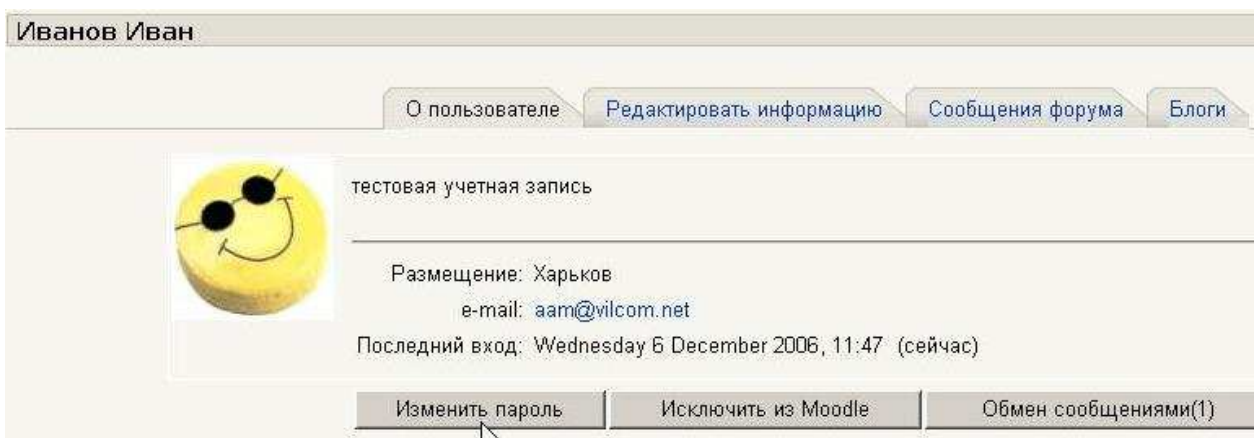 Иванов Иван
О пользователе Редактировать информацию Сообщения форума Блоги
тестовая учетная запись
Размещение: Харьков
e-mail: aam@vilcom.net
Последний вход: Wednesday 6 December 2006, 11:47 (сейчас)
Изменить пароль Исключить из Moodle Обмен сообщениями(1)